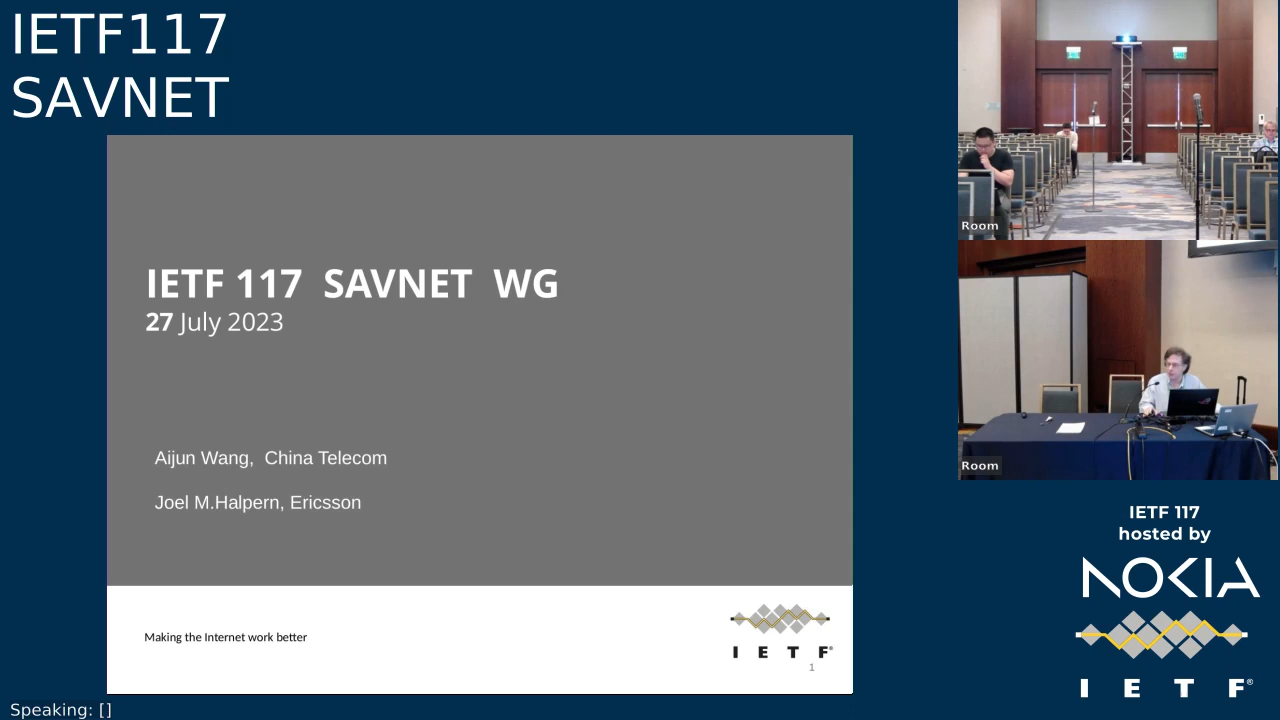 IETF117
SAVNET
IETF 117 SAVNET WG
27 July 2023
Aijun Wang, China Telecom
Joel M.Halpern, Ericsson
Making the Internet work better
I E T F®
1
Room
Room
IETF 117
hosted by
NOKIA
I E T F®
Speaking: []